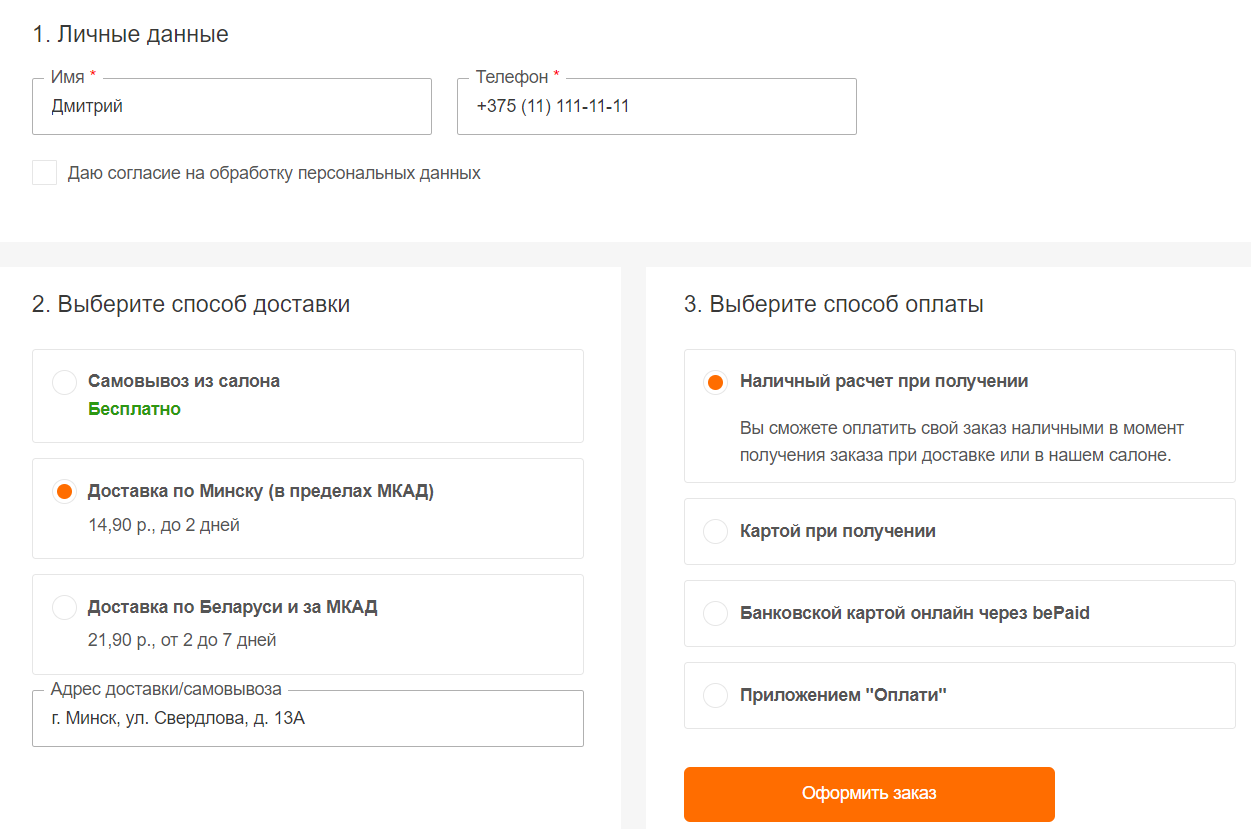 1. Личные данные
Имя *
Дмитрий
Телефон *
+375 (11) 111-11-11
Даю согласие на обработку персональных данных
2. Выберите способ доставки
Самовывоз из салона
Бесплатно
Доставка по Минску (в пределах МКАД)
14,90 р., до 2 дней
Доставка по Беларуси и за МКАД
21,90 р., от 2 до 7 дней
Адрес доставки/самовывоза
г. Минск, ул. Свердлова, д. 13А
3. Выберите способ оплаты
Наличный расчет при получении
Вы сможете оплатить свой заказ наличными в момент
получения заказа при доставке или в нашем салоне.
Картой при получении
Банковской картой онлайн через bePaid
Приложением "Оплати"
Оформить заказ